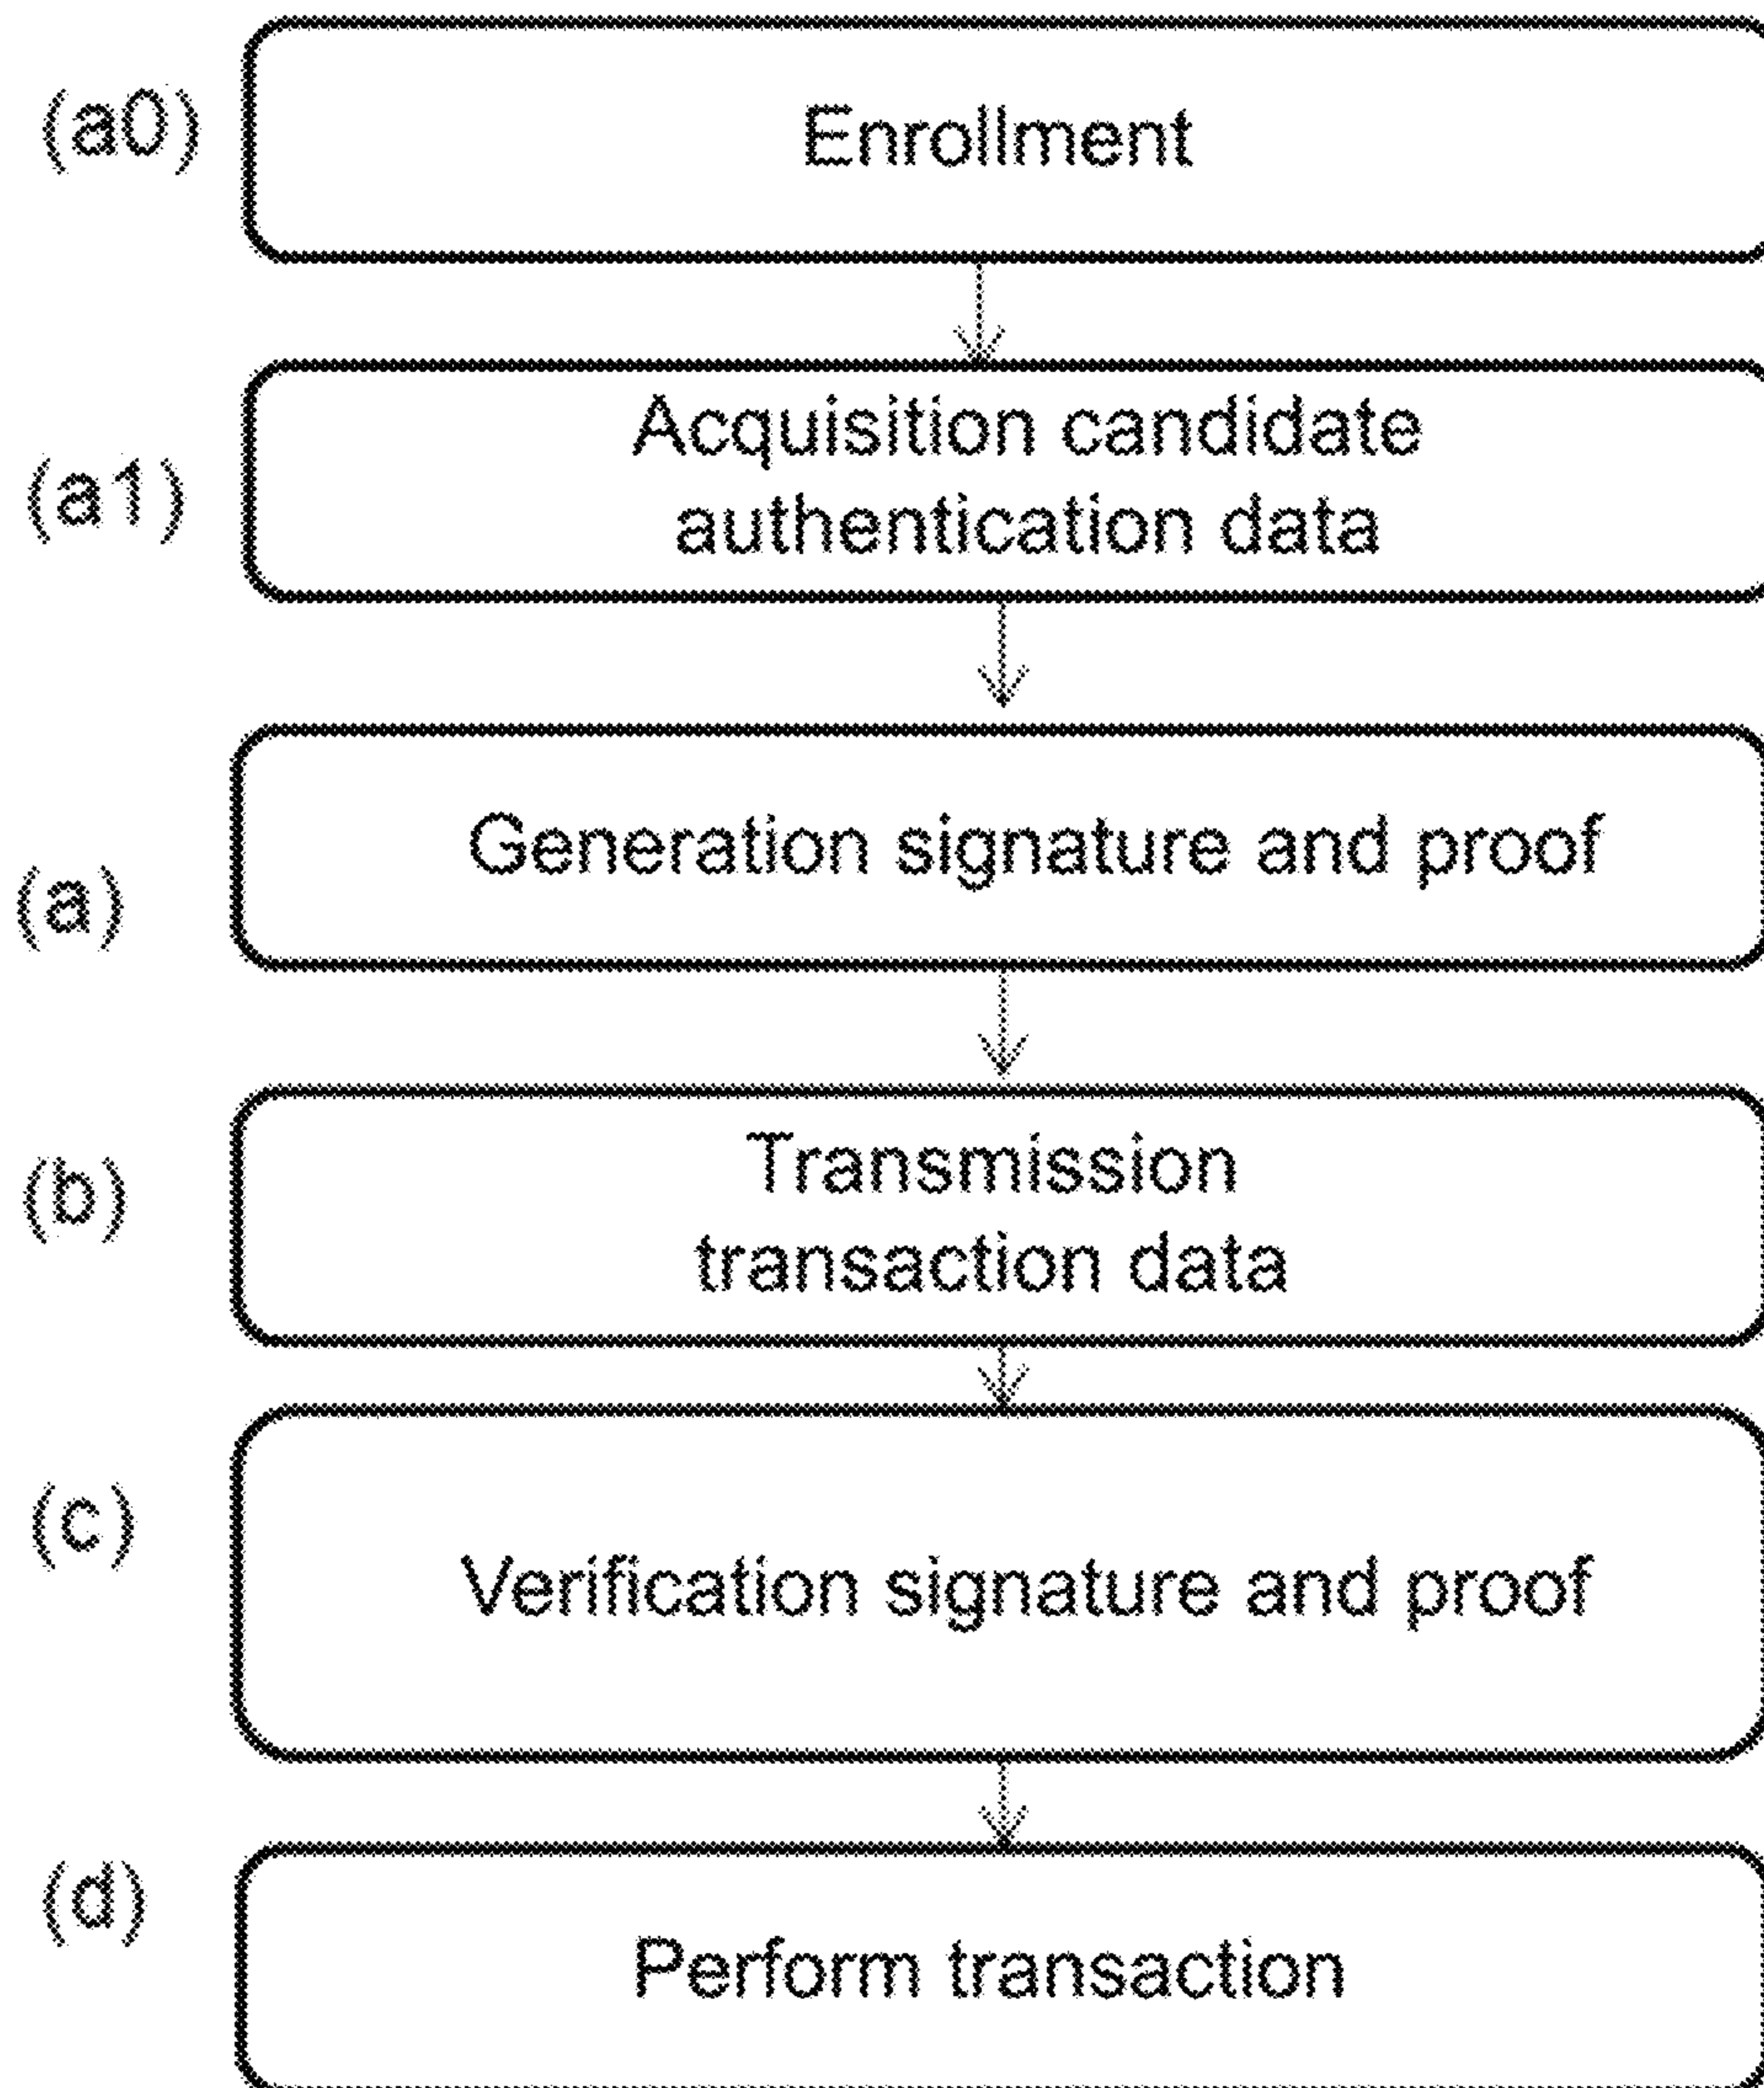 (a0)
Enrollment
(a1)
Acquisition candidate
authentication data
(a)
Generation signature and proof
(b)
Transmission
transaction data
(c)
Verification signature and proof
(d)
Perform transaction